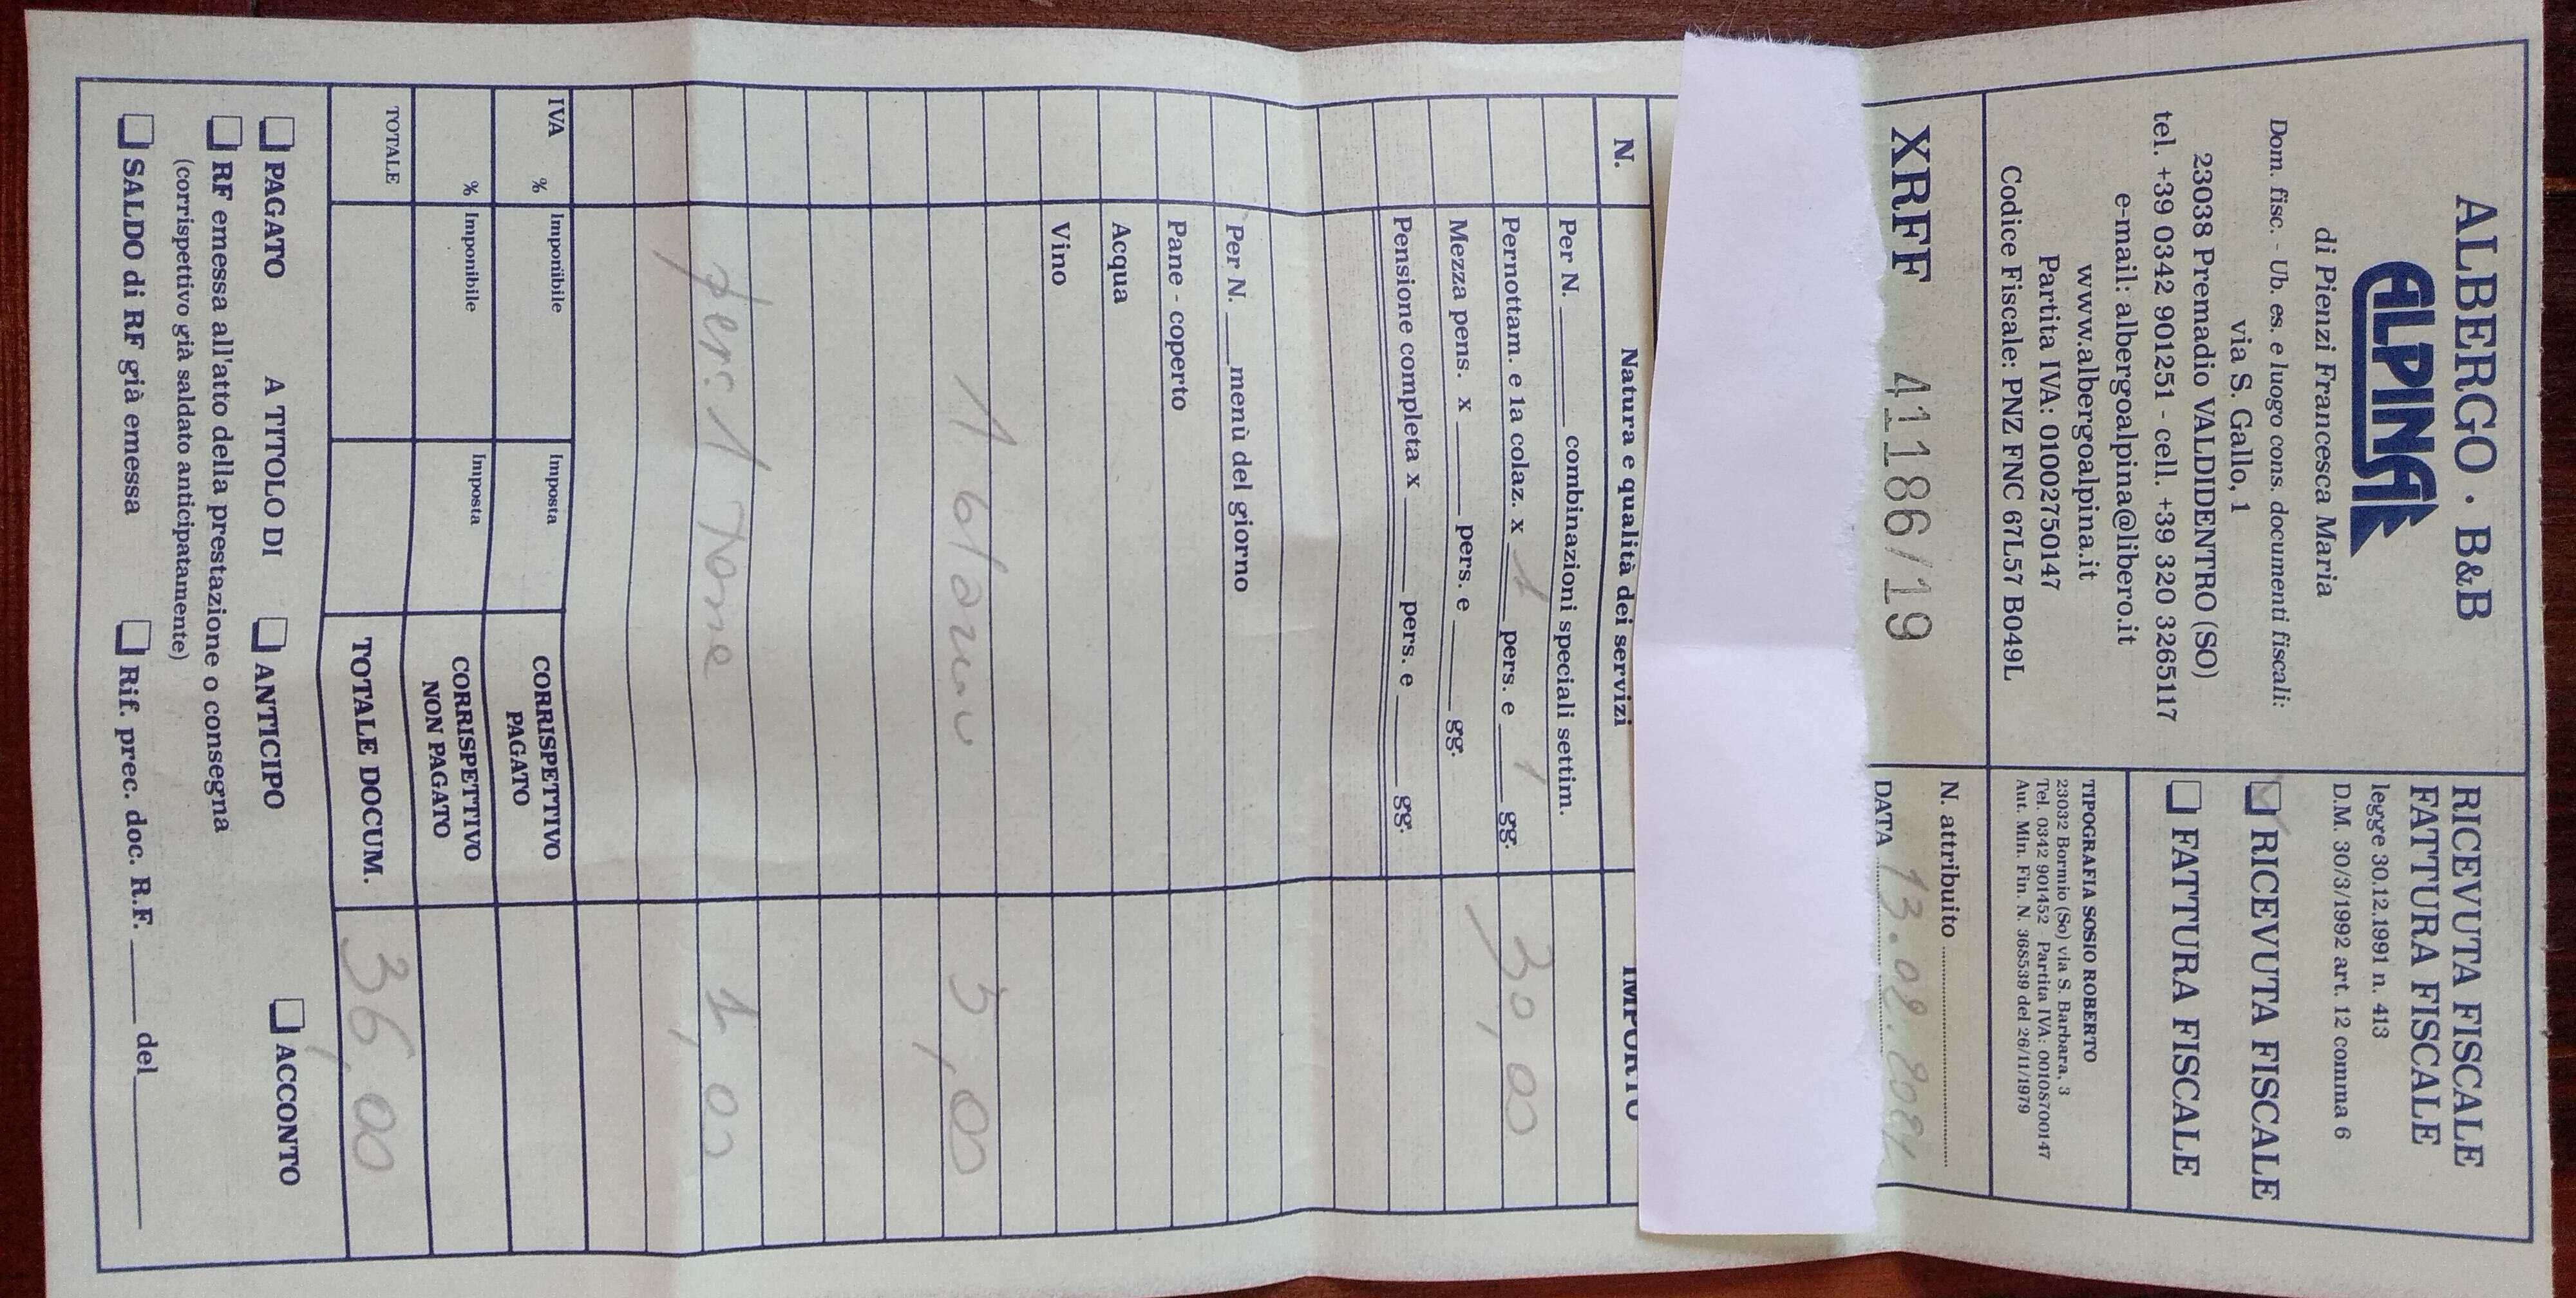 ALBERGO · B&B
ALPINA
di Pienzi Francesca Maria
Dom. fisc. - Ub. es. e luogo cons. documenti fiscali:
via S. Gallo, 1
23038 Premadio VALDIDENTRO (SO)
tel. +39 0342 901251 - cell. +39 320 3265117
e-mail: albergoalpina@libero.it
www.albergoalpina.it
Partita IVA: 01002750147
Codice Fiscale: PNZ FNC 67L57 B049L
RICEVUTA FISCALE
FATTURA FISCALE
legge 30.12.1991 n. 413
D.M. 30/3/1992 art. 12 comma 6
RICEVUTA FISCALE
FATTURA FISCALE
TIPOGRAFIA SOSIO ROBERTO
23032 Bormio (So) via S. Barbara, 3
Tel. 0342 901452 Partita IVA: 00108700147
Aut. Min. Fin. N. 368539 del 26/11/1979
XRFF 41186/19
N. attribuito
DATA 13.08.2021
N. Natura e qualità dei servizi IMPORTO
Per N. combinazioni speciali settim.
Pernottam. e 1a colaz. x 1 pers. e 1 gg. 30,00
Mezza pens. x pers. e gg.
Pensione completa x pers. e gg.
Per N. menù del giorno
Pane - coperto
Acqua
Vino
1 5,00
1 1,00
IVA % Imponibile Imposta CORRISPETTIVO PAGATO
% Imponibile Imposta CORRISPETTIVO NON PAGATO
TOTALE TOTALE DOCUM. 36,00
PAGATO A TITOLO DI ANTICIPO ACCONTO
RF emessa all'atto della prestazione o consegna
(corrispettivo già saldato anticipatamente)
SALDO di RF già emessa Rif. prec. doc. R.F. del